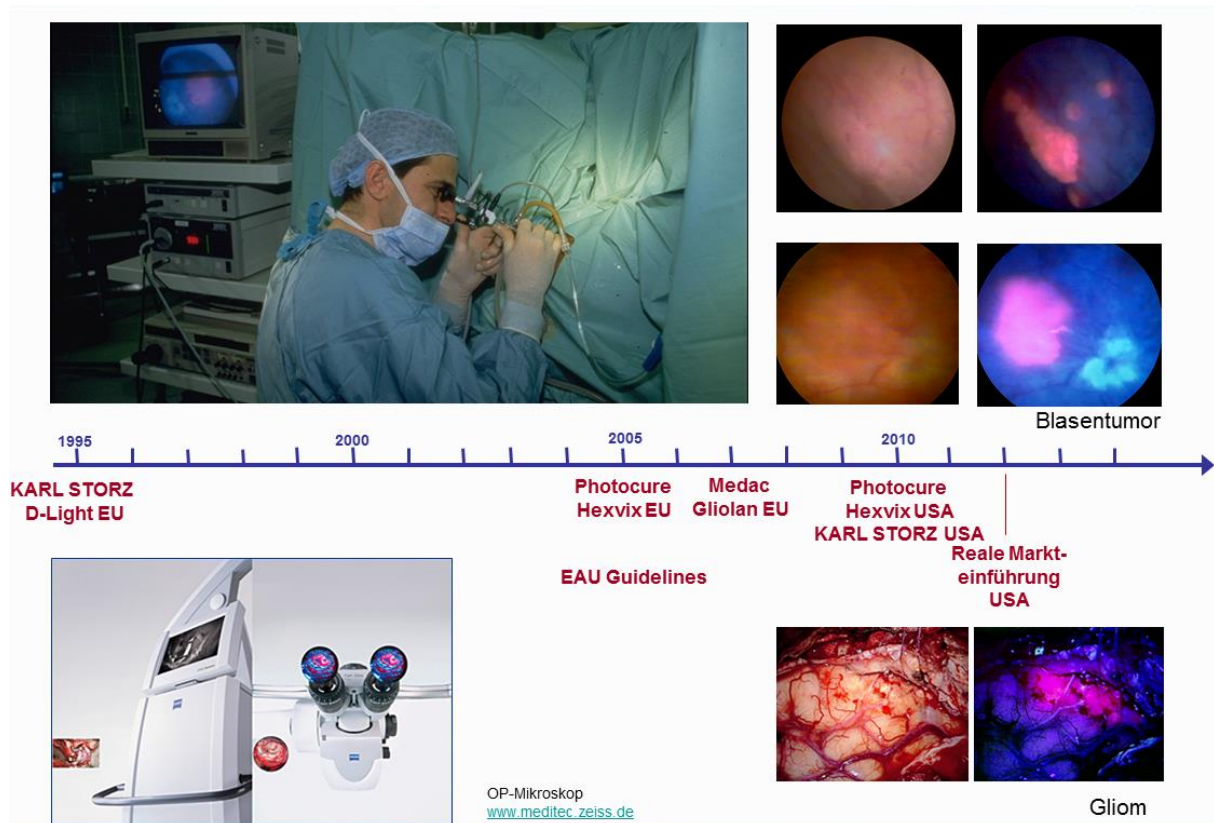 Blasentumor
1995
2000
2005
2010
KARL STORZ
D-Light EU
Photocure
Hexvix EU
Medac
Gliolan EU
Photocure
Hexvix USA
KARL STORZ USA
Reale Markt-
einführung
USA
EAU Guidelines
OP-Mikroskop
www.meditec.zeiss.de
Gliom